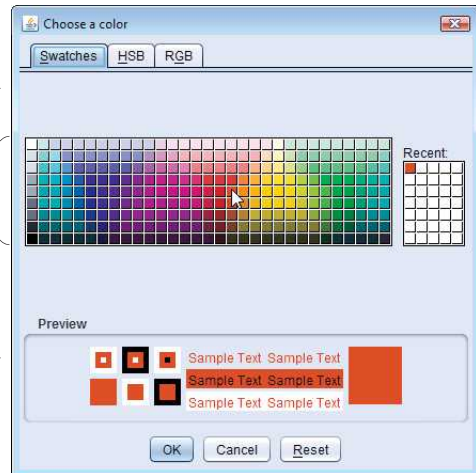 Choose a color
Swatches HSB RGB
Recent:
Preview
Sample Text Sample Text
Sample Text Sample Text
Sample Text Sample Text
OK Cancel Reset